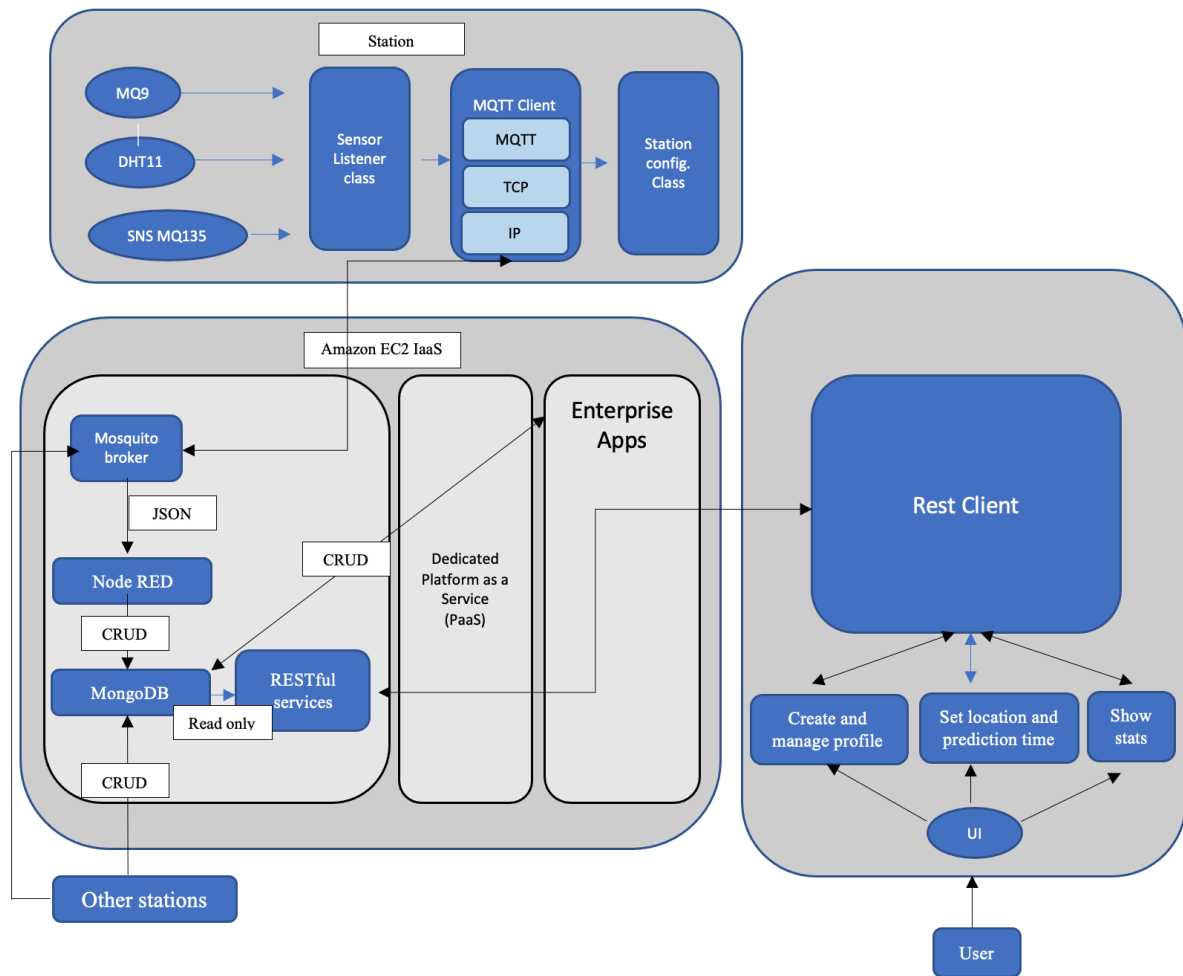 Station
MQ9
DHT11
SNS MQ135
Sensor
Listener
class
MQTT Client
MQTT
TCP
IP
Station
config.
Class
Amazon EC2 IaaS
Mosquito
broker
JSON
Node RED
CRUD
MongoDB
Read only
RESTful
services
CRUD
CRUD
Dedicated
Platform as a
Service
(PaaS)
Enterprise
Apps
Other stations
Rest Client
Create and
manage profile
Set location and
prediction time
Show
stats
UI
User